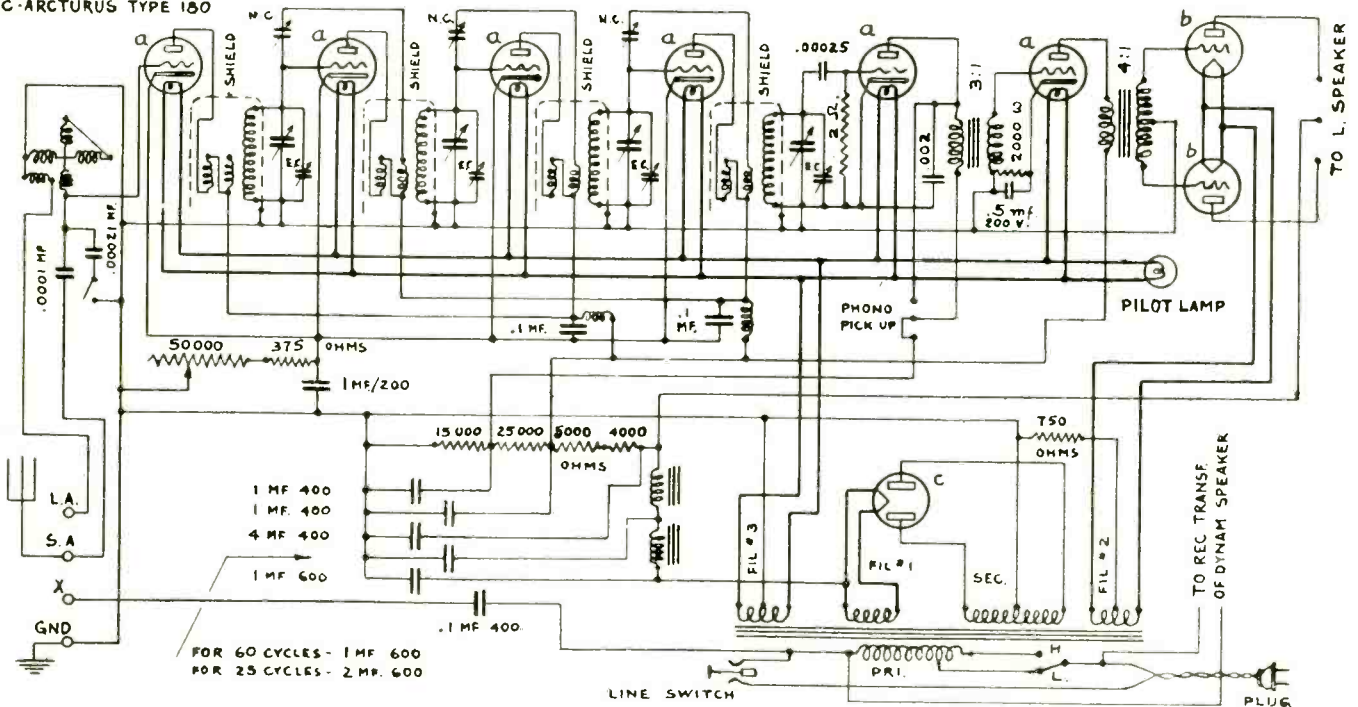 C-ARCTURUS TYPE 180
N.C.
N.C.
N.C.
a
a
a
a
a
a
b
b
SHIELD
SHIELD
SHIELD
SHIELD
.00025
2 Ω
.002
3:1
2000 ω
.5 mf.
200 V.
4:1
TO L. SPEAKER
.0001 MF.
.00021 MF.
PILOT LAMP
PHONO
PICK UP
.1 MF.
.1
MF.
50000
375
OHMS
1 MF/200
15000
25000
5000
4000
OHMS
750
OHMS
1 MF 400
1 MF. 400
4 MF 400
1 MF 600
L.A.
S.A
X
GND
C
FIL #3
FIL #1
SEC.
FIL #2
TO REC TRANSF.
OF DYNAM SPEAKER
.1 MF 400
FOR 60 CYCLES - 1 MF 600
FOR 25 CYCLES - 2 MF. 600
PRI.
H
L.
LINE SWITCH
PLUG